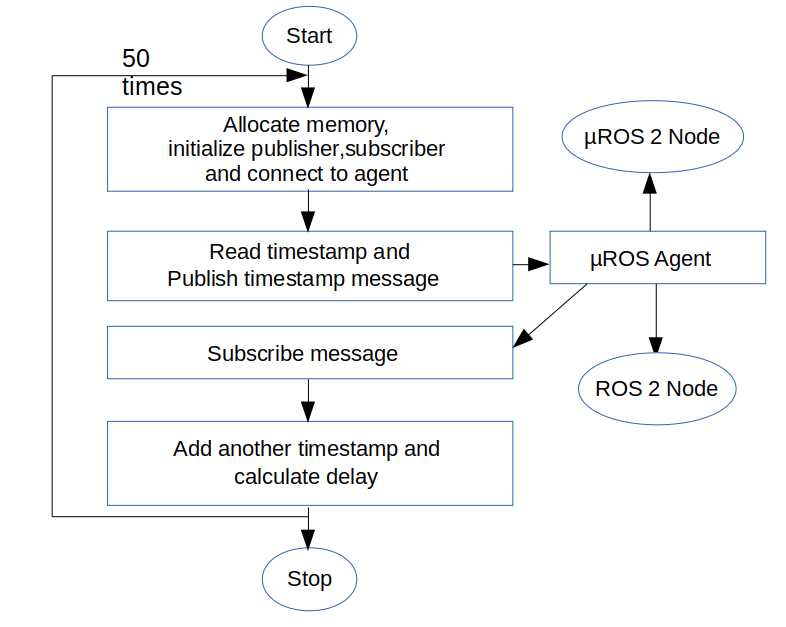 Start
50
times
Allocate memory,
initialize publisher,subscriber
and connect to agent
µROS 2 Node
Read timestamp and
Publish timestamp message
µROS Agent
Subscribe message
ROS 2 Node
Add another timestamp and
calculate delay
Stop